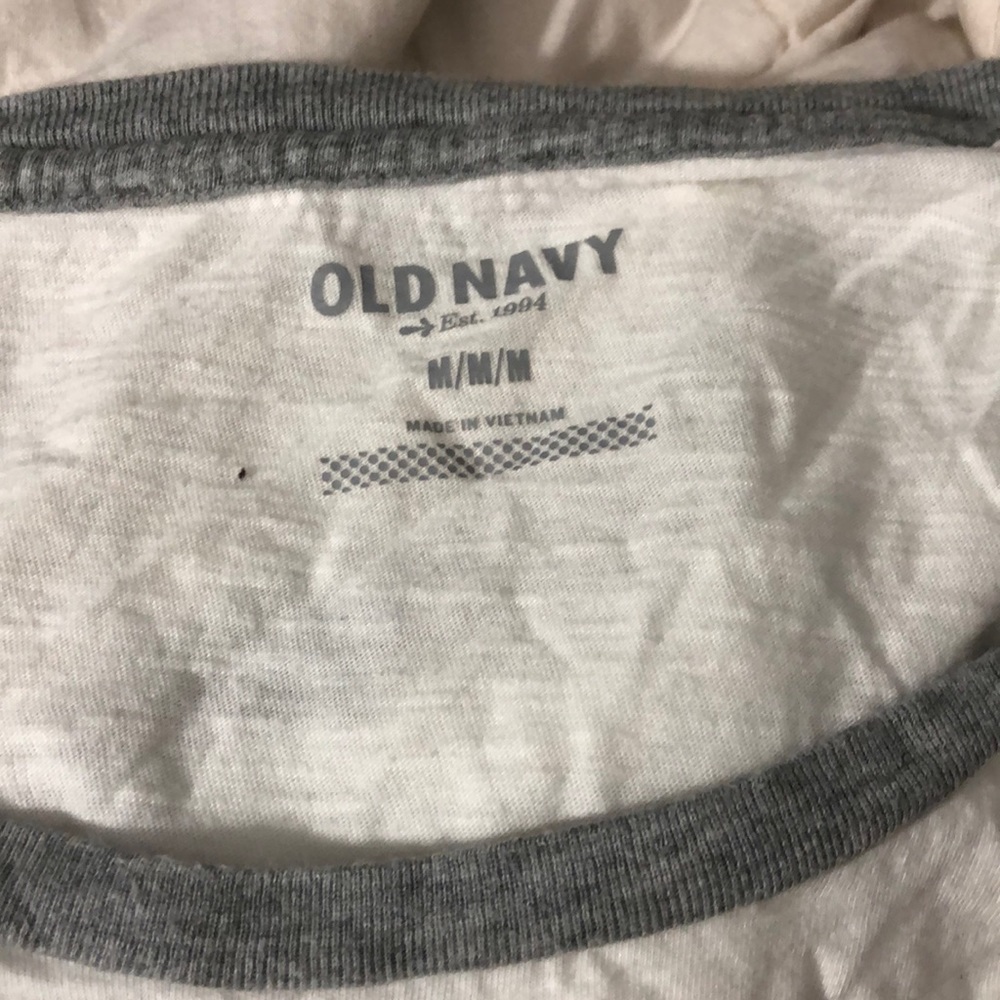 OLD NAVY
Est. 1994
M/M/M
MADE IN VIETNAM